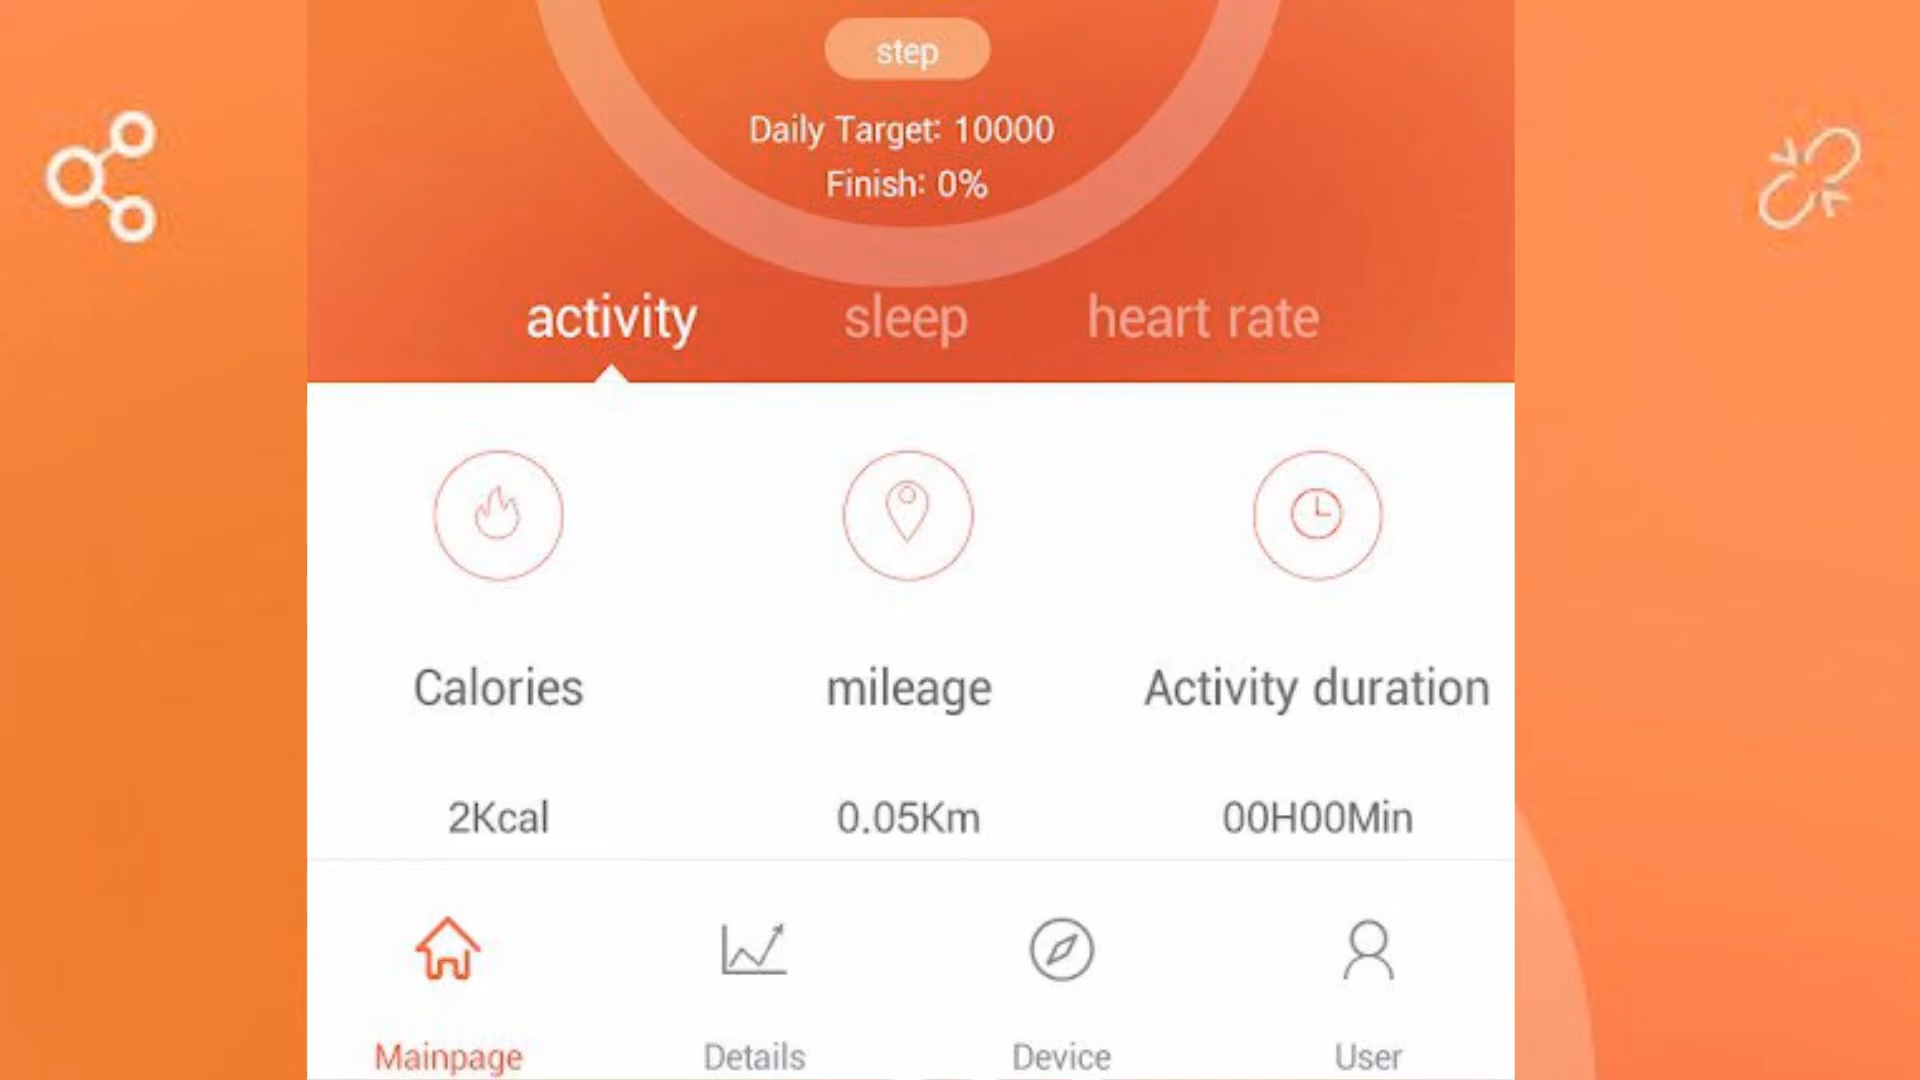 step
Daily Target: 10000
Finish: 0%
activity sleep heart rate
Calories mileage Activity duration
2Kcal 0.05Km 00H00Min
Mainpage Details Device User